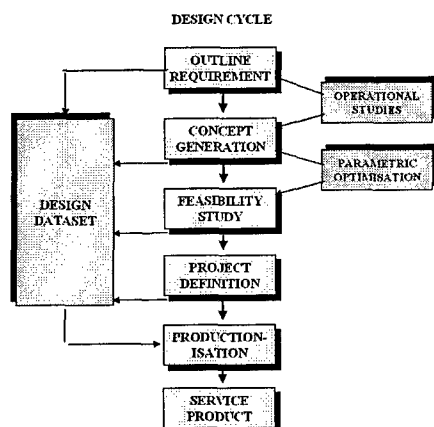 DESIGN CYCLE
OUTLINE
REQUIREMENT
OPERATIONAL
STUDIES
CONCEPT
GENERATION
PARAMETRIC
OPTIMISATION
DESIGN
DATASET
FEASIBILITY
STUDY
PROJECT
DEFINITION
PRODUCTION-
ISATION
SERVICE
PRODUCT